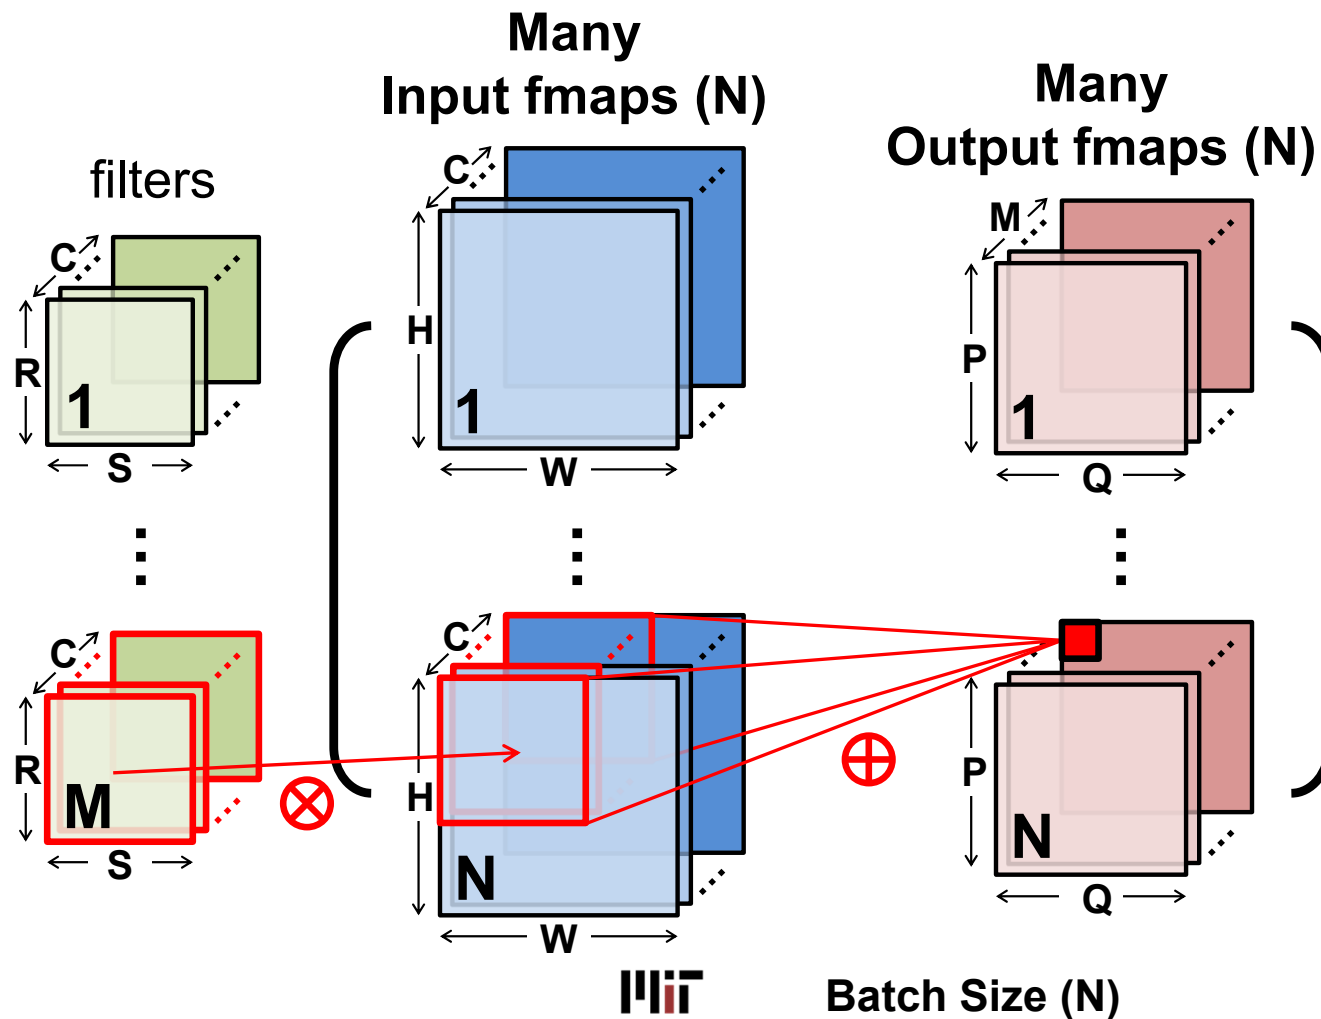 Many
Input fmaps (N)
Many
Output fmaps (N)
filters
C
R
1
S
C
H
1
W
M
P
1
Q
C
R
M
S
C
H
N
W
P
N
Q
MIT
Batch Size (N)